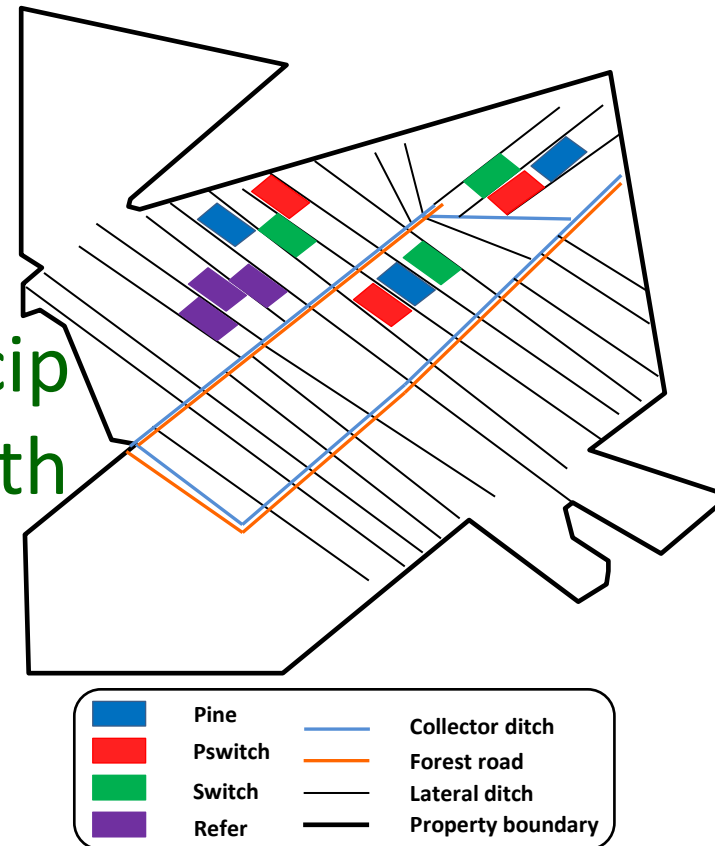 cip
th
Pine
Pswitch
Switch
Refer
Collector ditch
Forest road
Lateral ditch
Property boundary